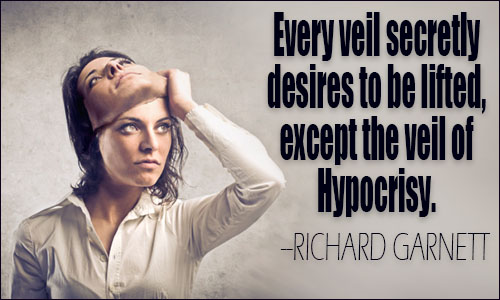 Every veil secretly
desires to be lifted,
except the veil of
Hypocrisy.
–RICHARD GARNETT